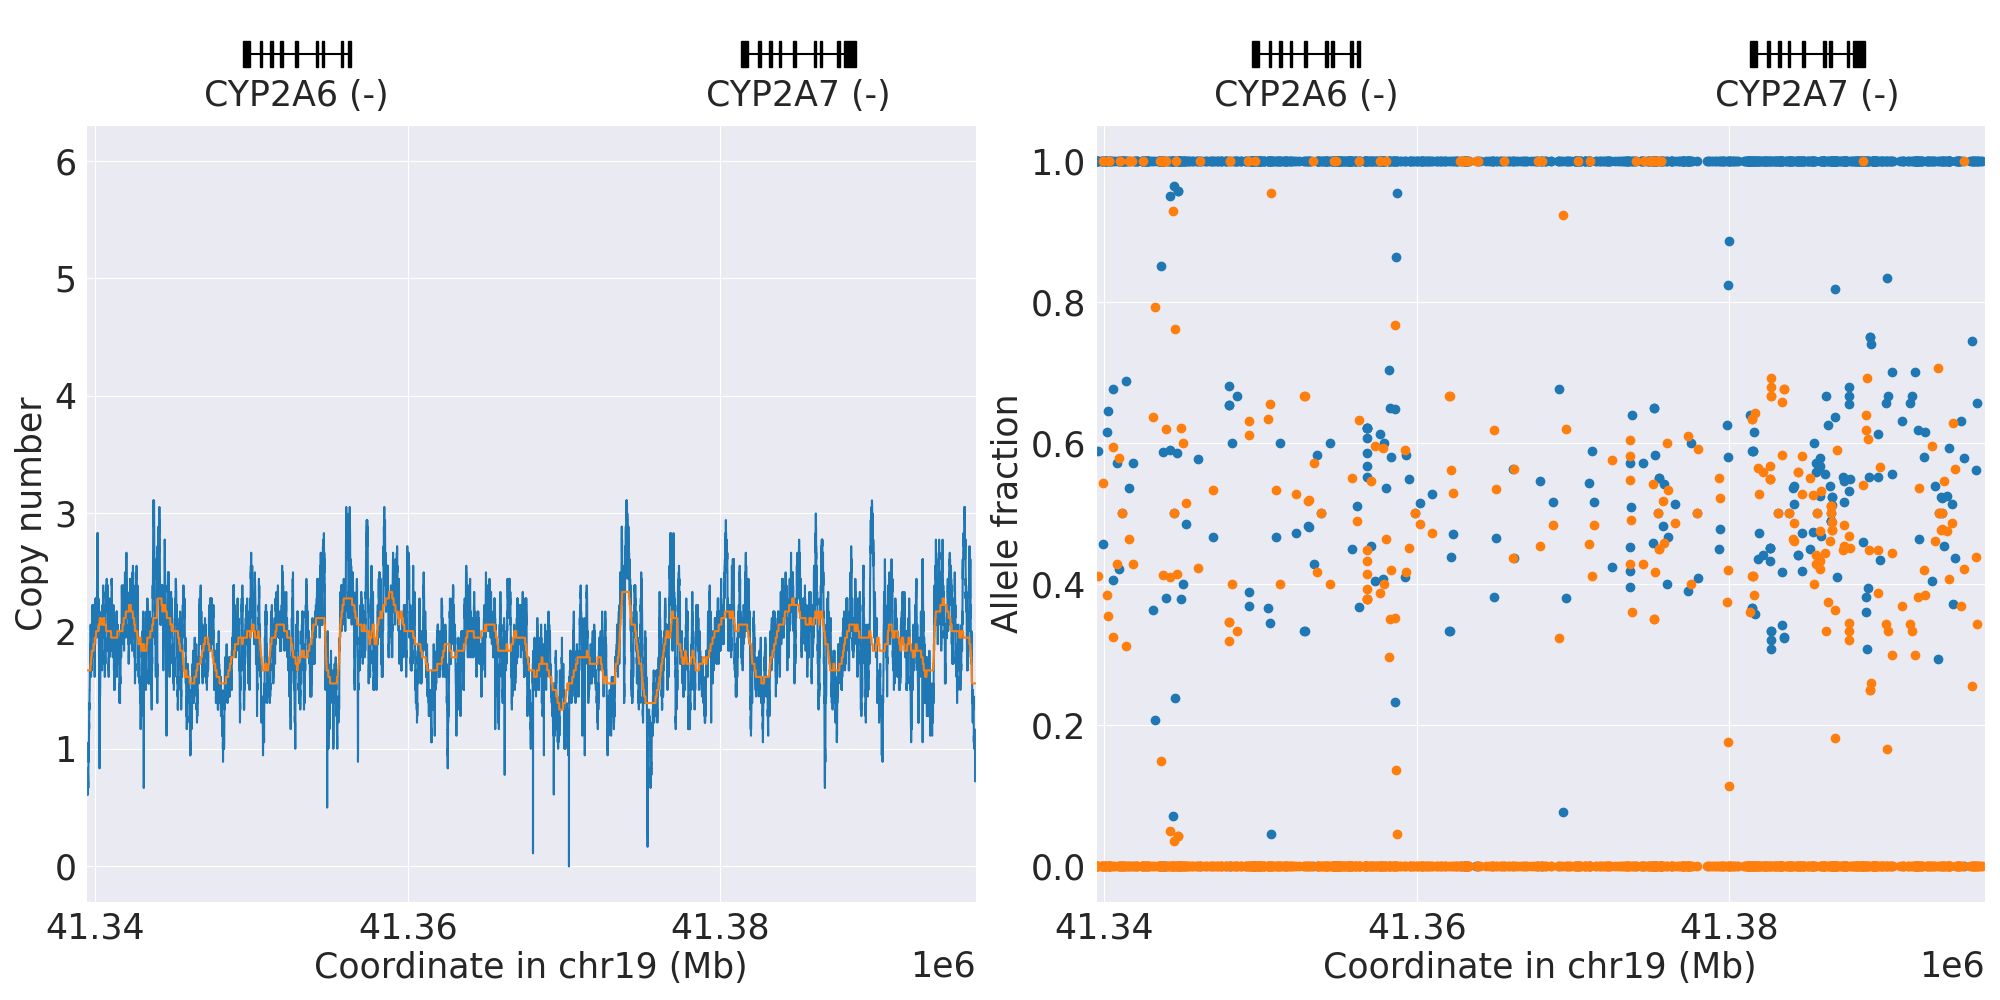 CYP2A6 (-)
CYP2A7 (-)
6
5
4
3
2
1
0
Copy number
41.34
41.36
41.38
Coordinate in chr19 (Mb)
1e6
CYP2A6 (-)
CYP2A7 (-)
1.0
0.8
0.6
0.4
0.2
0.0
Allele fraction
41.34
41.36
41.38
Coordinate in chr19 (Mb)
1e6